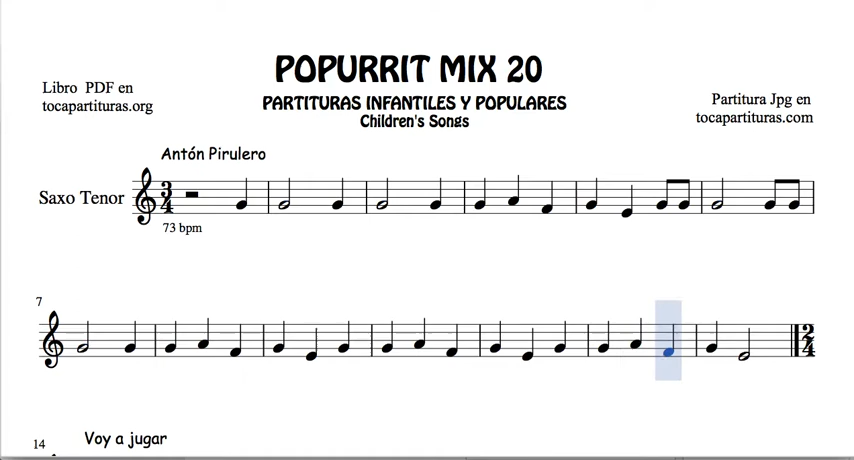 POPURRIT MIX 20
Libro PDF en
tocapartituras.org
PARTITURAS INFANTILES Y POPULARES
Children's Songs
Partitura Jpg en
tocapartituras.com
Antón Pirulero
Saxo Tenor
3
4
73 bpm
7
2
4
14
Voy a jugar